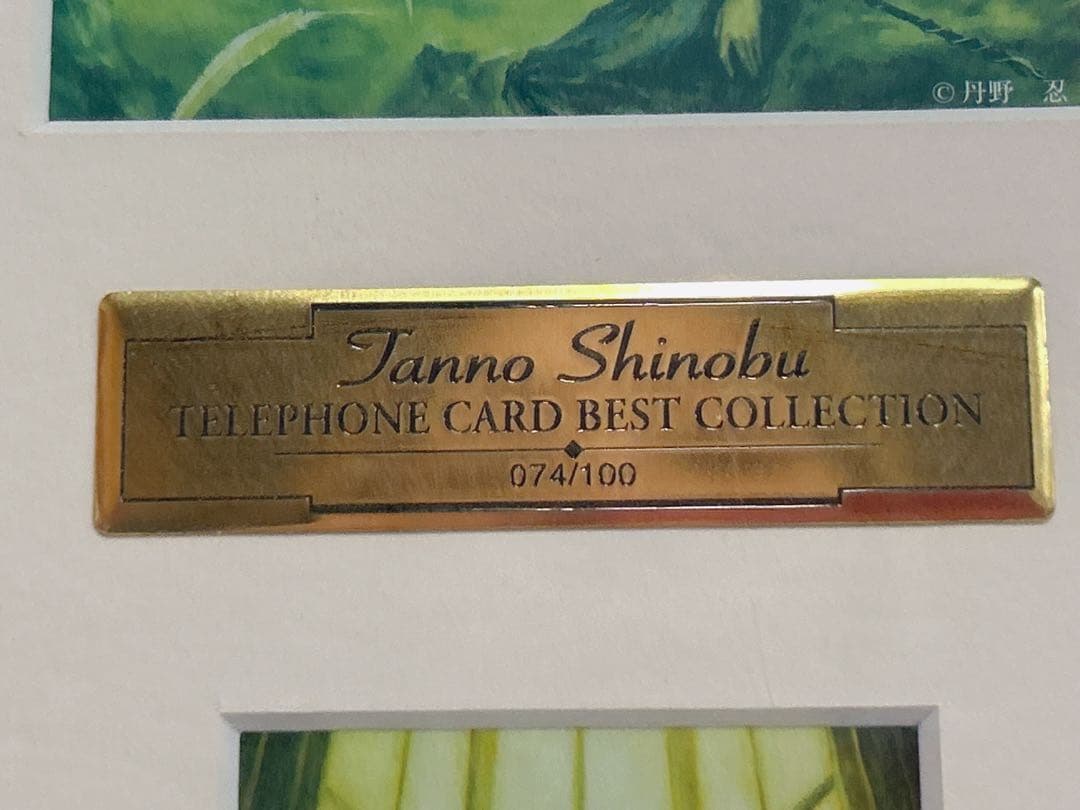 © 丹野 忍
Tanno Shinobu
TELEPHONE CARD BEST COLLECTION
074/100